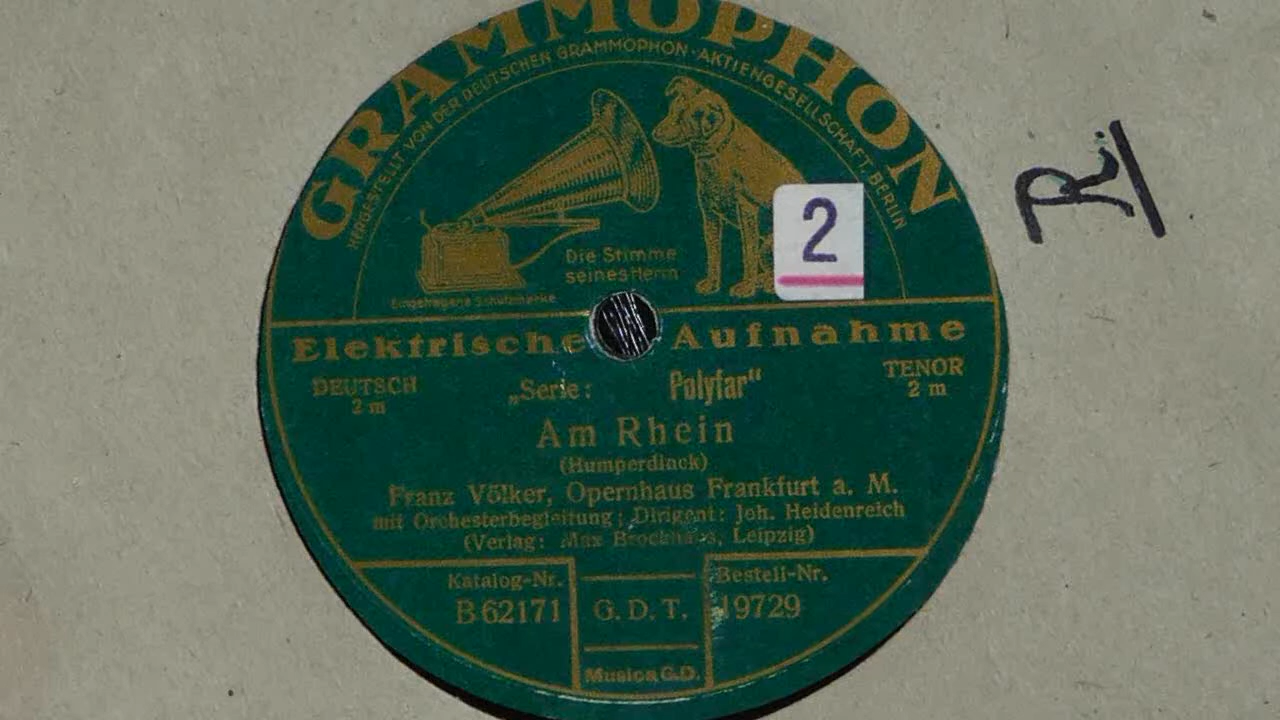 GRAMMOPHON
HERGESTELLT VON DER DEUTSCHEN GRAMMOPHON · AKTIENGESELLSCHAFT, BERLIN
2
Die Stimme
seines Herrn
Eingetragene Schutzmarke
Elektrische Aufnahme
DEUTSCH „Serie: Polyfar“ TENOR
2 m 2 m
Am Rhein
(Humperdinck)
Franz Völker, Opernhaus Frankfurt a. M.
mit Orchesterbegleitung; Dirigent: Joh. Heidenreich
(Verlag: Max Brockhaus, Leipzig)
Katalog-Nr. Bestell-Nr.
B 62171 G. D. T. 19729
Musica G.D.